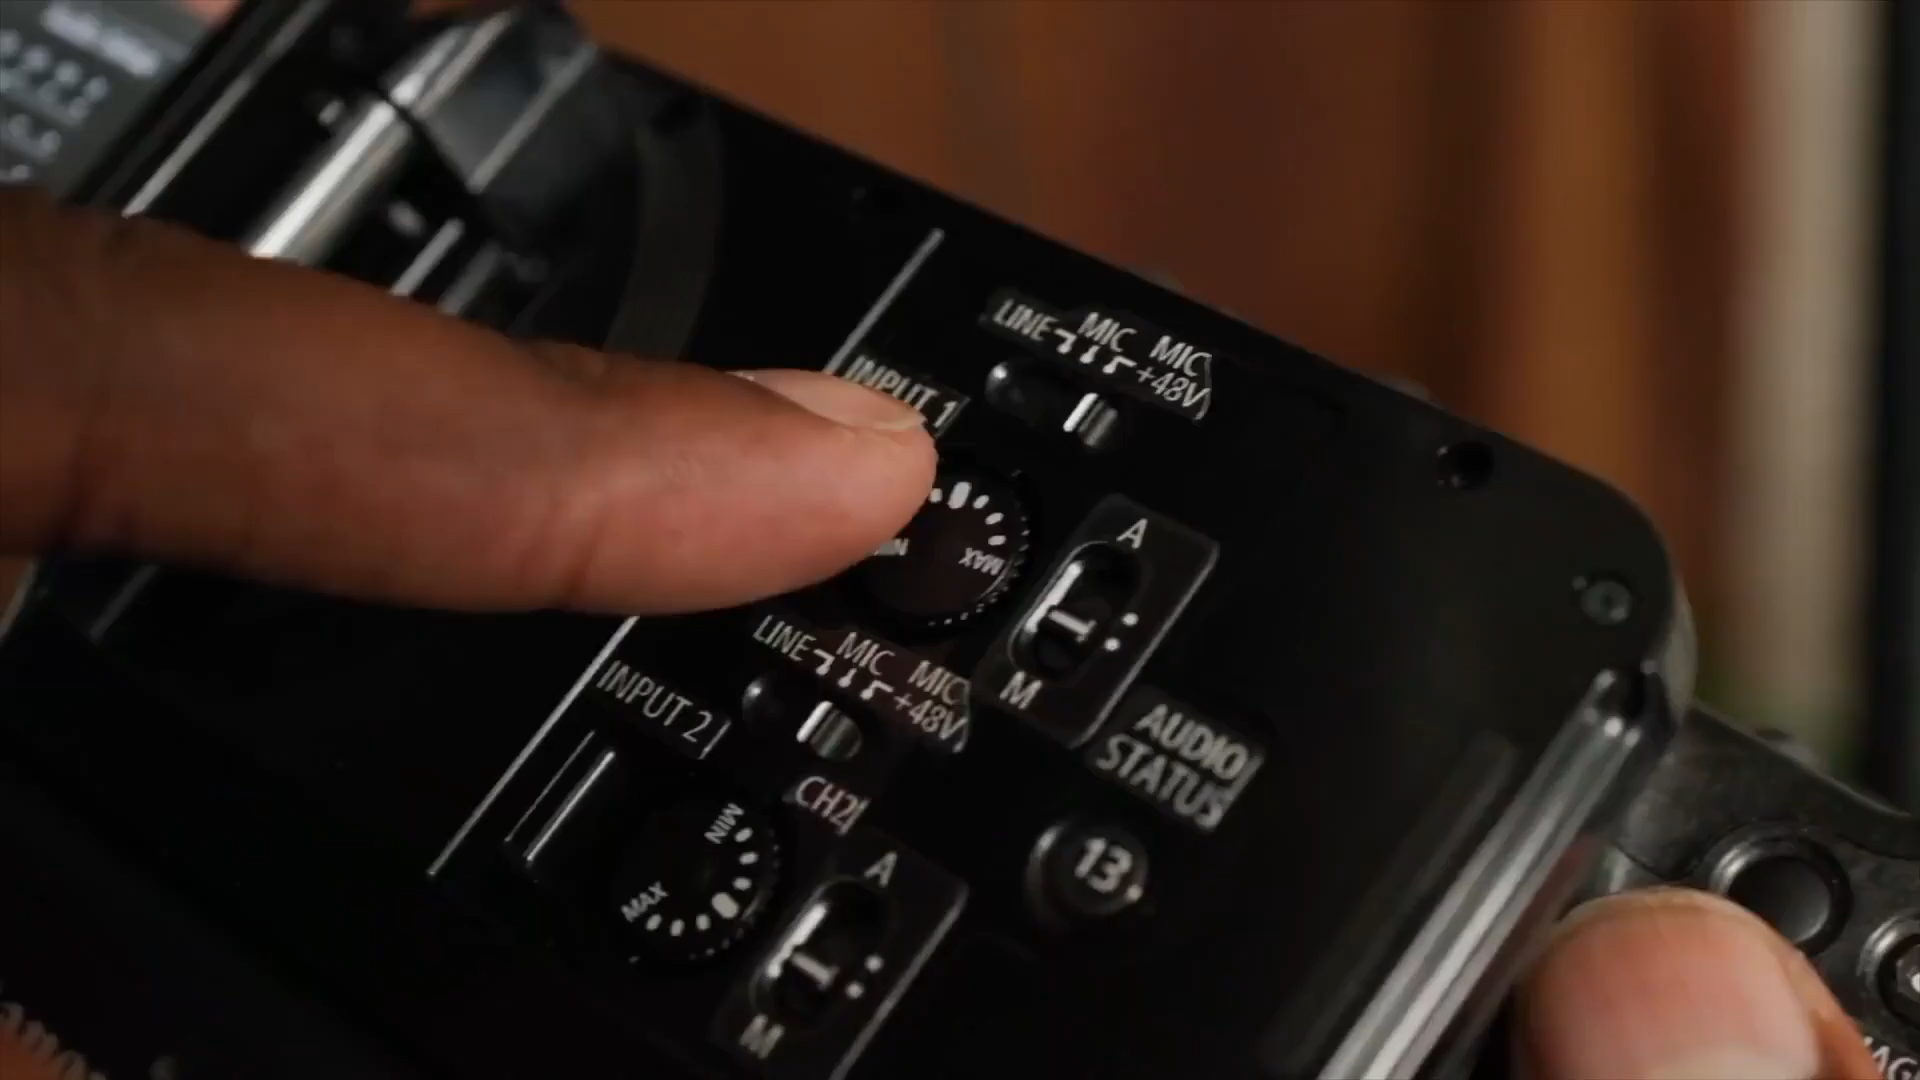 LINE MIC MIC
+48V
INPUT 1
MIN MAX
A
M
LINE MIC MIC
+48V
INPUT 2
CH2
MIN
MAX
A
M
AUDIO
STATUS
13